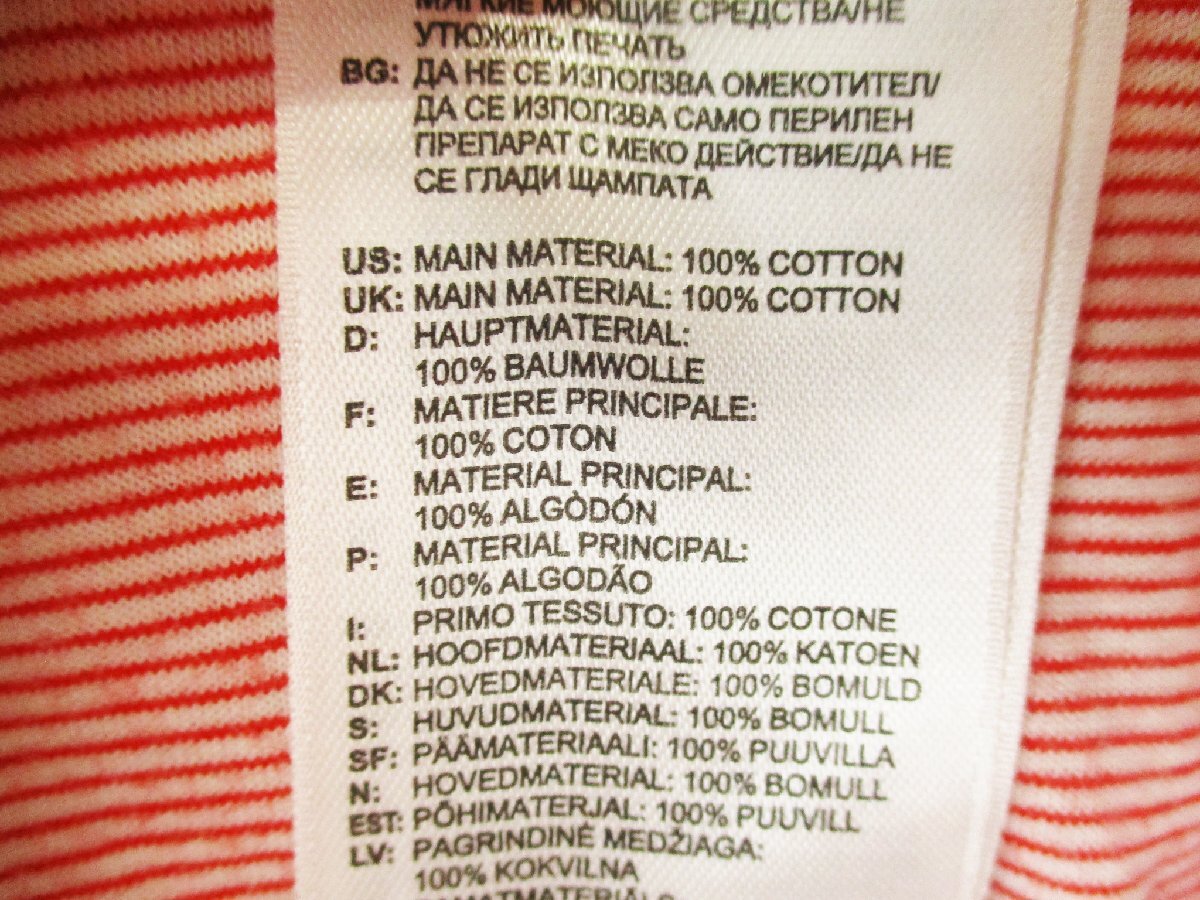 МЯГКИЕ МОЮЩИЕ СРЕДСТВА/НЕ
УТЮЖИТЬ ПЕЧАТЬ
BG: ДА НЕ СЕ ИЗПОЛЗВА ОМЕКОТИТЕЛ/
ДА СЕ ИЗПОЛЗВА САМО ПЕРИЛЕН
ПРЕПАРАТ С МЕКО ДЕЙСТВИЕ/ДА НЕ
СЕ ГЛАДИ ЩАМПАТА
US: MAIN MATERIAL: 100% COTTON
UK: MAIN MATERIAL: 100% COTTON
D: HAUPTMATERIAL:
100% BAUMWOLLE
F: MATIERE PRINCIPALE:
100% COTON
E: MATERIAL PRINCIPAL:
100% ALGÒDÓN
P: MATERIAL PRINCIPAL:
100% ALGODÃO
I: PRIMO TESSUTO: 100% COTONE
NL: HOOFDMATERIAAL: 100% KATOEN
DK: HOVEDMATERIALE: 100% BOMULD
S: HUVUDMATERIAL: 100% BOMULL
SF: PÄÄMATERIAALI: 100% PUUVILLA
N: HOVEDMATERIAL: 100% BOMULL
EST: PÕHIMATERJAL: 100% PUUVILL
LV: PAGRINDINĖ MEDŽIAGA:
100% KOKVILNA